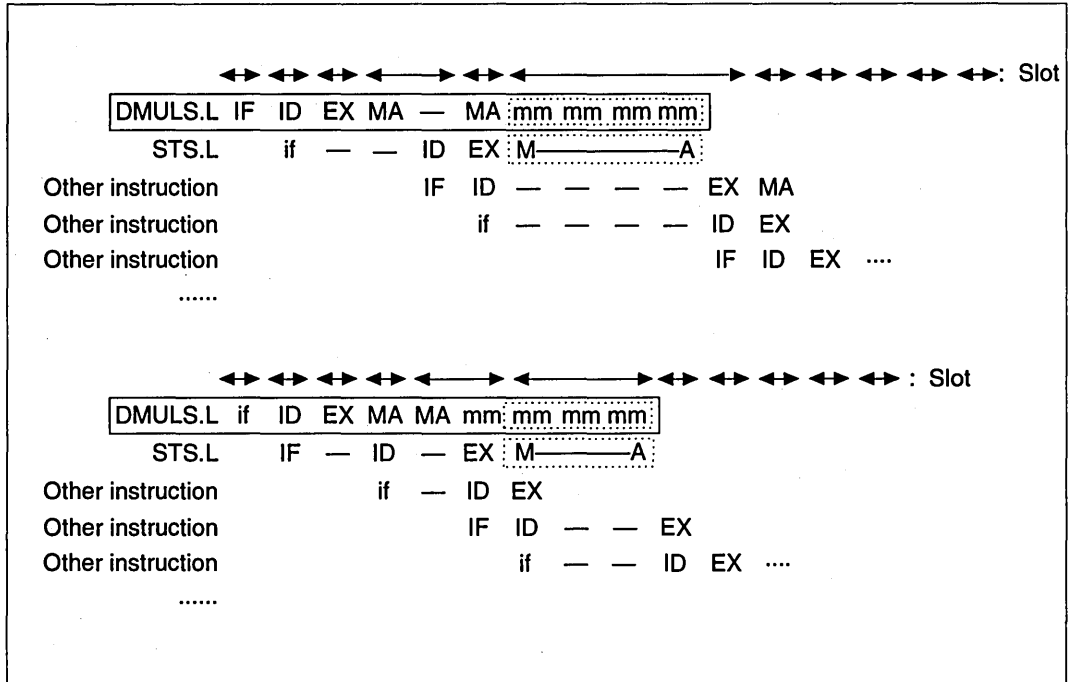 : Slot
DMULS.L IF ID EX MA — MA mm mm mm mm
STS.L if — — ID EX M———A
Other instruction IF ID — — — — EX MA
Other instruction if — — — — ID EX
Other instruction IF ID EX ....
......
: Slot
DMULS.L if ID EX MA MA mm mm mm mm
STS.L IF — ID — EX M———A
Other instruction if — ID EX
Other instruction IF ID — — EX
Other instruction if — — ID EX ....
......